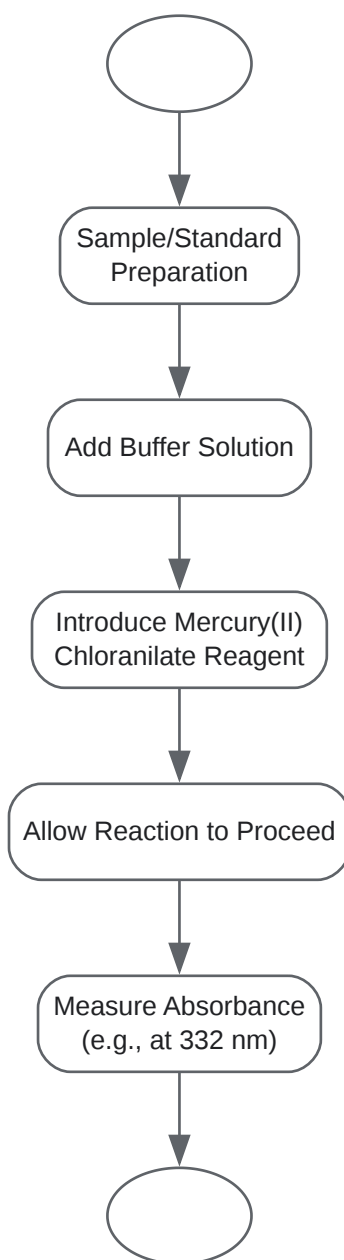 Sample/Standard
Preparation
Add Buffer Solution
Introduce Mercury(II)
Chloranilate Reagent
Allow Reaction to Proceed
Measure Absorbance
(e.g., at 332 nm)